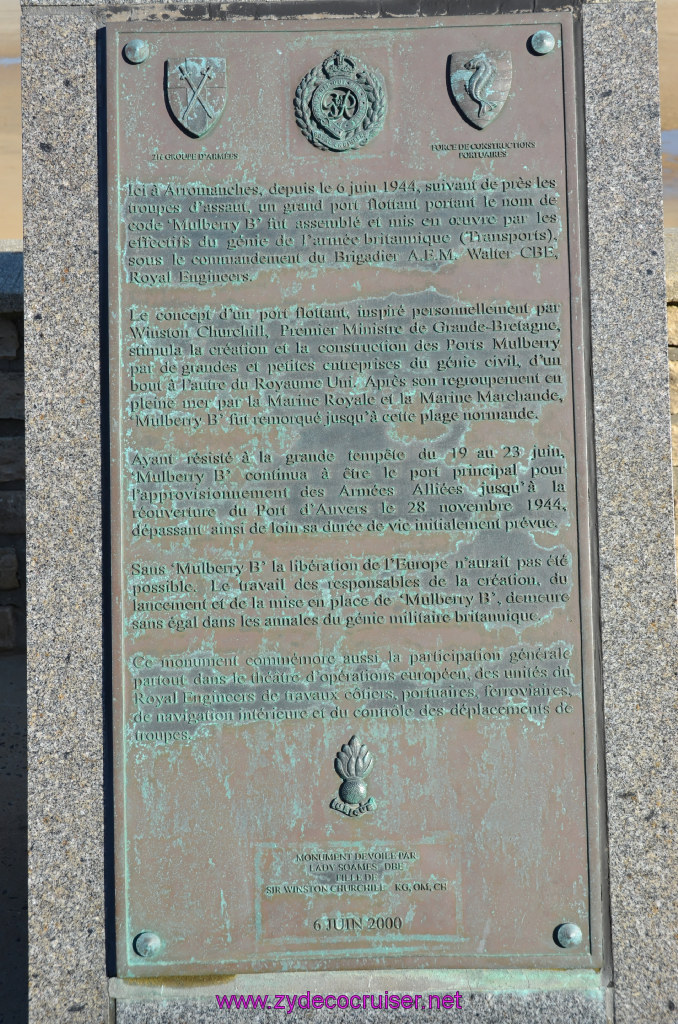 21e GROUPE D'ARMÉES
FORCE DE CONSTRUCTIONS
PORTUAIRES
Ici à Arromanches, depuis le 6 juin 1944, suivant de près les
troupes d'assaut, un grand port flottant portant le nom de
code 'Mulberry B' fut assemblé et mis en œuvre par les
effectifs du génie de l'armée britannique (Transports),
sous le commandement du Brigadier A.E.M. Walter CBE,
Royal Engineers.
Le concept d'un port flottant, inspiré personnellement par
Winston Churchill, Premier Ministre de Grande-Bretagne,
stimula la création et la construction des Ports Mulberry
par de grandes et petites entreprises du génie civil, d'un
bout à l'autre du Royaume Uni. Après son regroupement en
pleine mer par la Marine Royale et la Marine Marchande,
'Mulberry B' fut remorqué jusqu'à cette plage normande.
Ayant résisté à la grande tempête du 19 au 23 juin,
'Mulberry B' continua à être le port principal pour
l'approvisionnement des Armées Alliées jusqu'à la
réouverture du Port d'Anvers le 28 novembre 1944,
dépassant ainsi de loin sa durée de vie initialement prévue.
Sans 'Mulberry B' la libération de l'Europe n'aurait pas été
possible. Le travail des responsables de la création, du
lancement et de la mise en place de 'Mulberry B', demeure
sans égal dans les annales du génie militaire britannique.
Ce monument commémore aussi la participation générale
partout dans le théâtre d'opérations européen, des unités du
Royal Engineers de travaux côtiers, portuaires, ferroviaires,
de navigation intérieure et du contrôle des déplacements de
troupes.
UBIQUE
MONUMENT DEVOILE PAR
LADY SOAMES DBE
FILLE DE
SIR WINSTON CHURCHILL KG, OM, CH
6 JUIN 2000
www.zydecocruiser.net